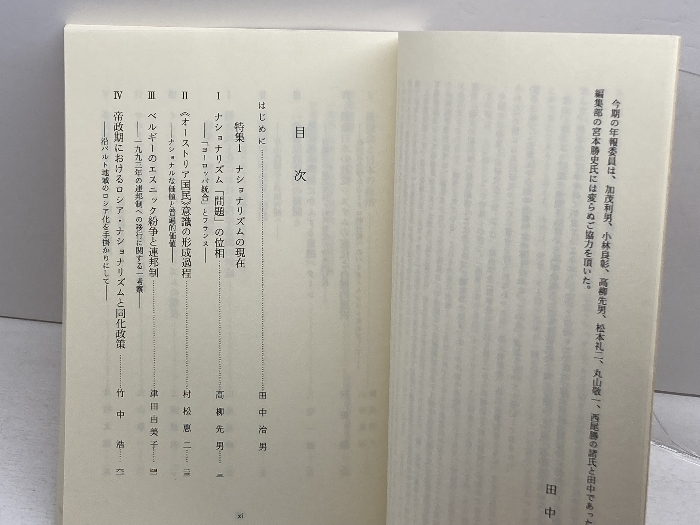 今期の年報委員は、加茂利男、小林良彰、高柳先男、松本礼二、丸山敬一、西尾勝の諸氏と田中であった
編集部の宮本勝史氏には変らぬご協力を頂いた。
田中
目次
はじめに……田中治男
特集Ⅰ ナショナリズムの現在
Ⅰ ナショナリズム「問題」の位相……高柳先男……一
――「ヨーロッパ統合」とフランス――
Ⅱ 《オーストリア国民》意識の形成過程……村松惠二……
――ナショナルな価値と普遍的価値――
Ⅲ ベルギーのエスニック紛争と連邦制……津田由美子……
――一九九三年の連邦制への移行に関する一考察――
Ⅳ 帝政期におけるロシア・ナショナリズムと同化政策……竹中浩……
――沿バルト地域のロシア化を手掛かりにして――
xi